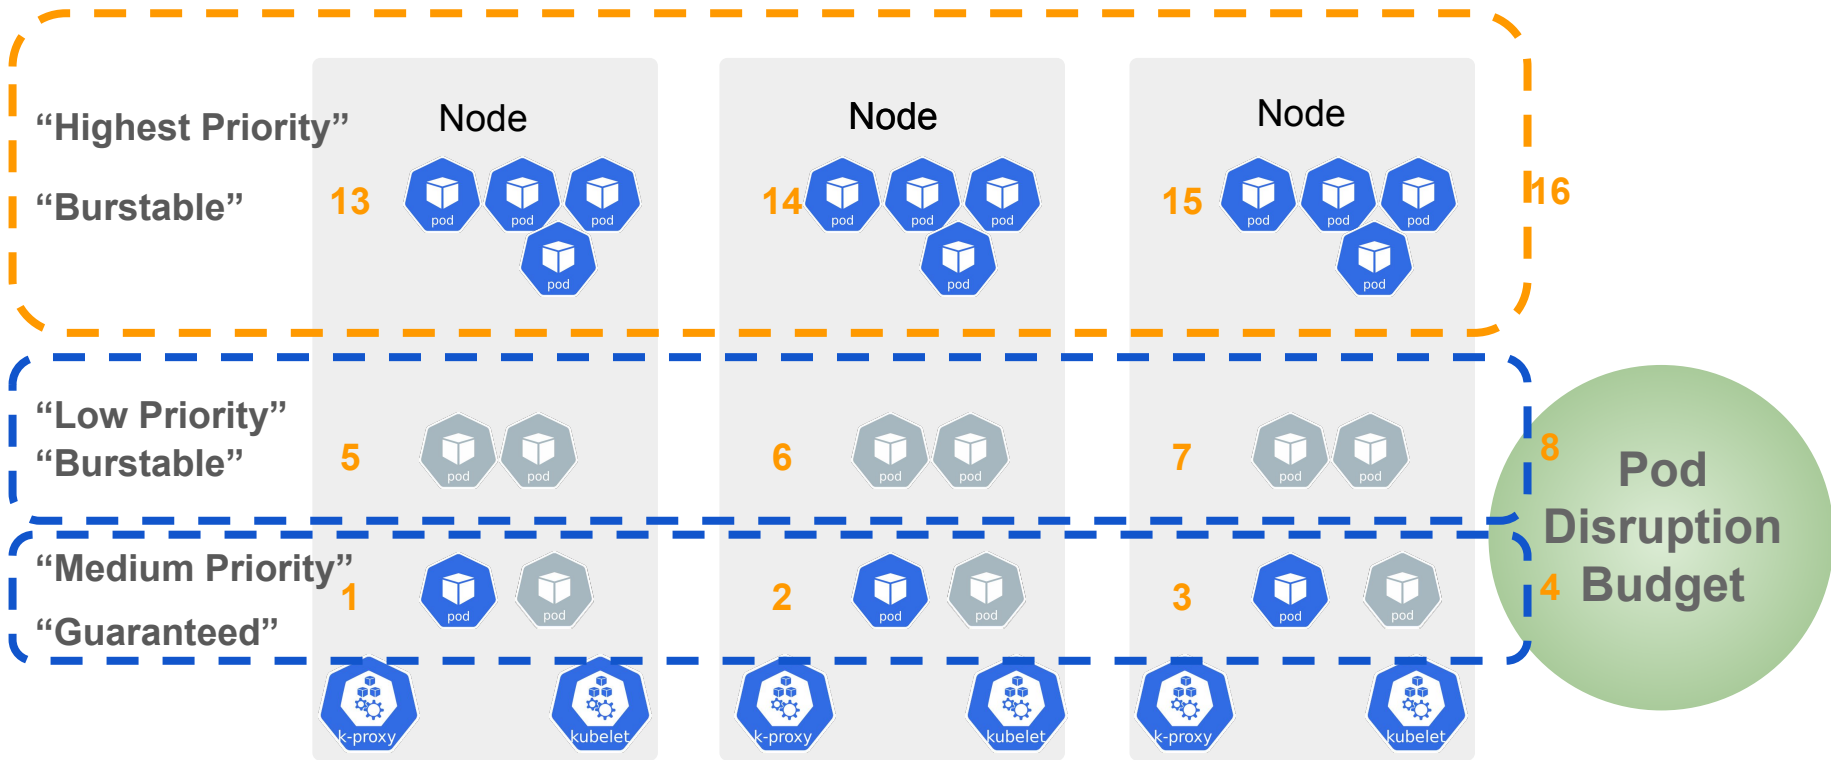 Node
Node
Node
“Highest Priority”
“Burstable”
13
pod
pod
pod
pod
14
pod
pod
pod
pod
15
pod
pod
pod
pod
16
“Low Priority”
“Burstable”
5
pod
pod
6
pod
pod
7
pod
pod
8
“Medium Priority”
“Guaranteed”
1
pod
pod
2
pod
pod
3
pod
pod
4
Pod
Disruption
Budget
k-proxy
kubelet
k-proxy
kubelet
k-proxy
kubelet